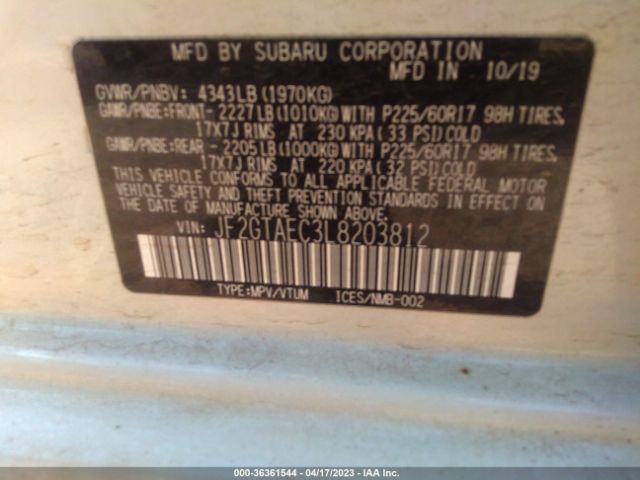 MFD BY SUBARU CORPORATION
MFD IN 10/19
GVWR/PNBV: 4343LB (1970KG)
GAWR/PNBE:FRONT- 2227LB(1010KG)WITH P225/60R17 98H TIRES,
17X7J RIMS AT 230 KPA( 33 PSI)COLD
GAWR/PNBE:REAR - 2205LB(1000KG)WITH P225/60R17 98H TIRES,
17X7J RIMS AT 220 KPA( 32 PSI)COLD
THIS VEHICLE CONFORMS TO ALL APPLICABLE FEDERAL MOTOR
VEHICLE SAFETY AND THEFT PREVENTION STANDARDS IN EFFECT ON
THE DATE OF MANUFACTURE SHOWN ABOVE.
VIN: JF2GTAEC3L8203812
TYPE:MPV/VTUM ICES/NMB-002
000-36361544 - 04/17/2023 - IAA Inc.